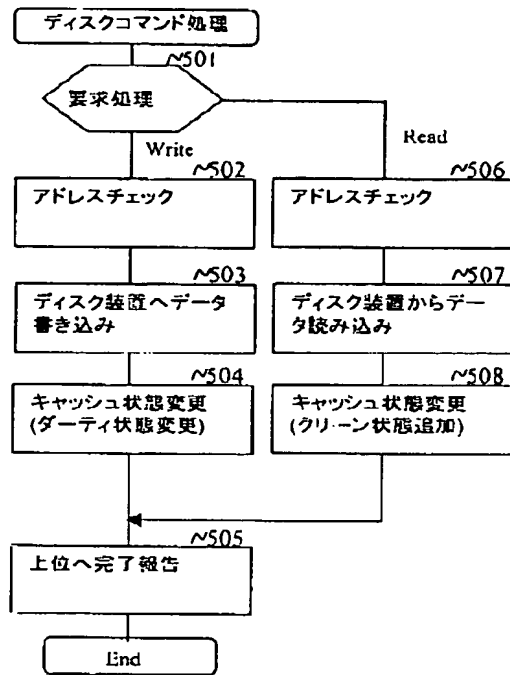 ディスクコマンド処理
~501
要求処理
Write
Read
~502
アドレスチェック
~506
アドレスチェック
~503
ディスク装置へデータ
書き込み
~507
ディスク装置からデー
タ読み込み
~504
キャッシュ状態変更
(ダーティ状態変更)
~508
キャッシュ状態変更
(クリーン状態追加)
~505
上位へ完了報告
End